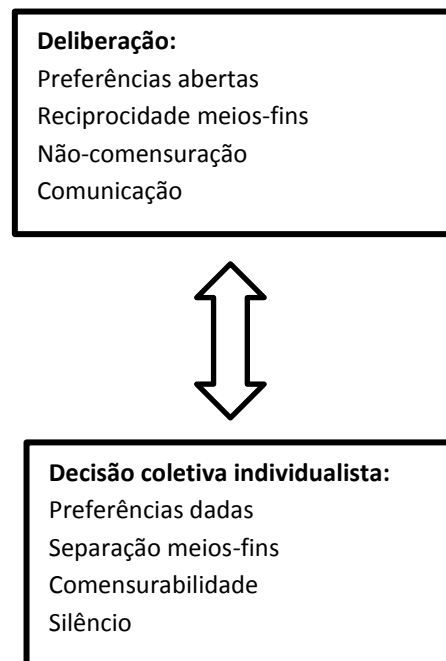 Deliberação:
Preferências abertas
Reciprocidade meios-fins
Não-comensuração
Comunicação
Decisão coletiva individualista:
Preferências dadas
Separação meios-fins
Comensurabilidade
Silêncio